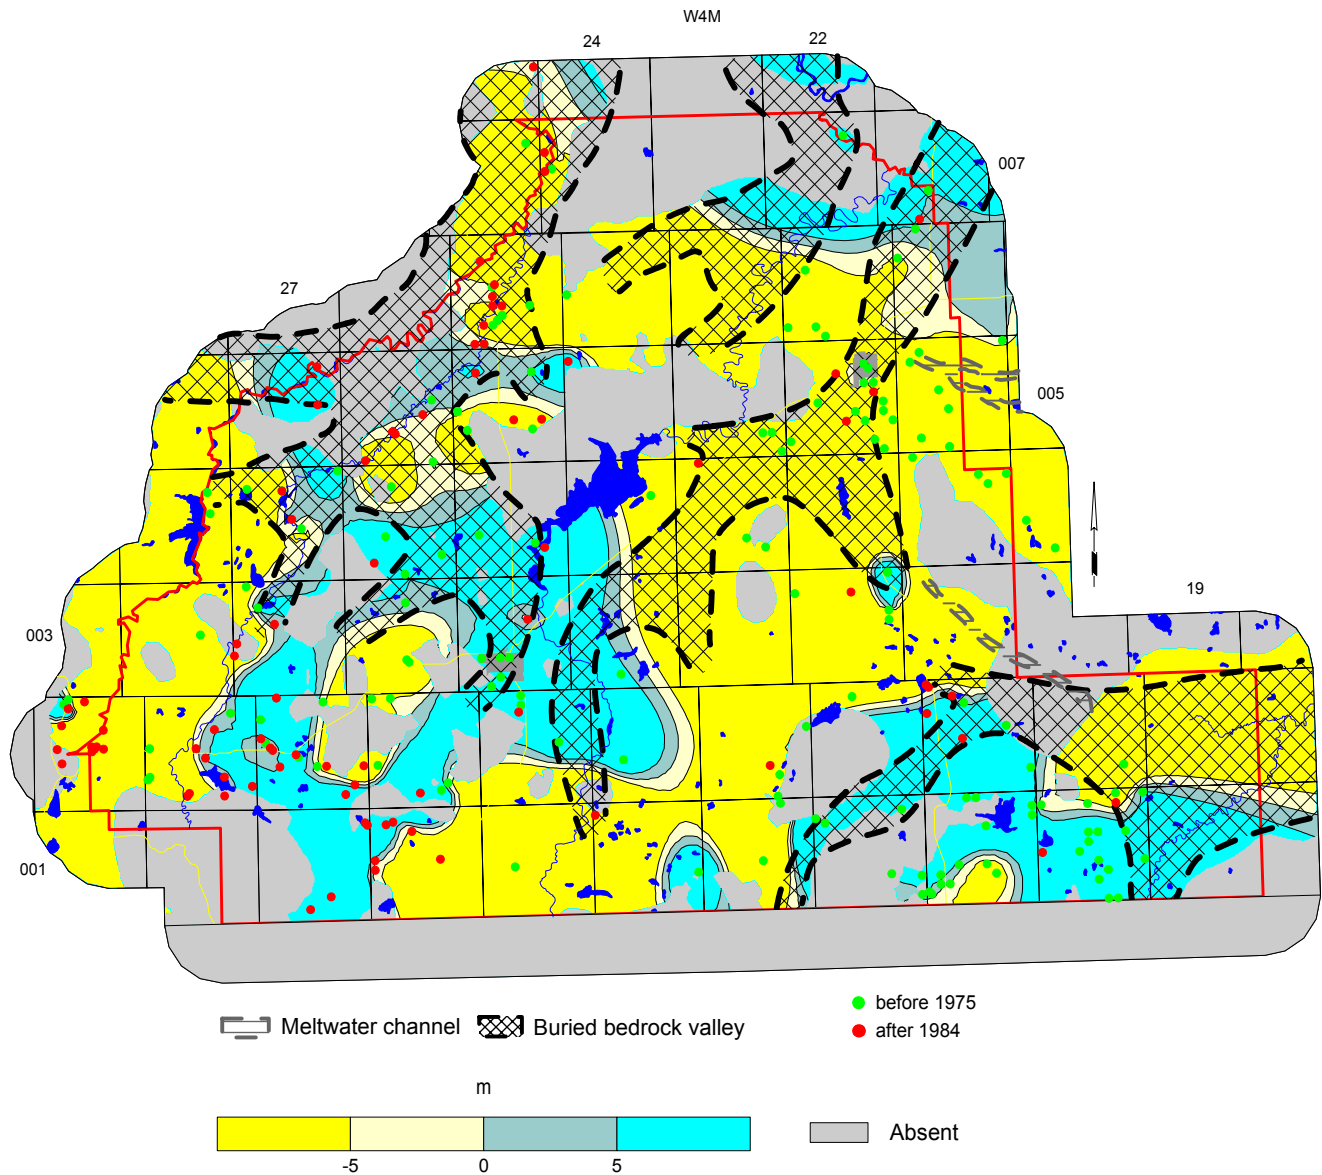 W4M
24
22
007
27
005
19
003
001
before 1975
Meltwater channel
Buried bedrock valley
after 1984
m
Absent
-5
0
5